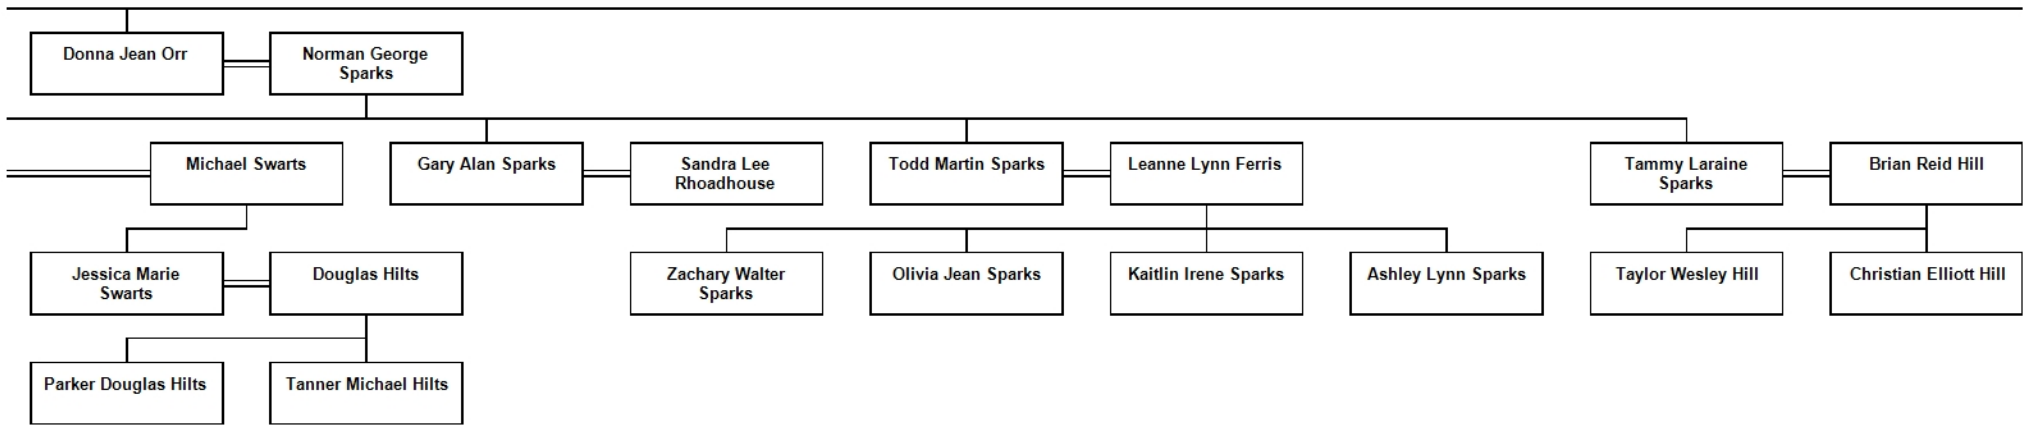 Donna Jean Orr
Norman George
Sparks
Michael Swarts
Gary Alan Sparks
Sandra Lee
Rhoadhouse
Todd Martin Sparks
Leanne Lynn Ferris
Tammy Laraine
Sparks
Brian Reid Hill
Jessica Marie
Swarts
Douglas Hilts
Zachary Walter
Sparks
Olivia Jean Sparks
Kaitlin Irene Sparks
Ashley Lynn Sparks
Taylor Wesley Hill
Christian Elliott Hill
Parker Douglas Hilts
Tanner Michael Hilts